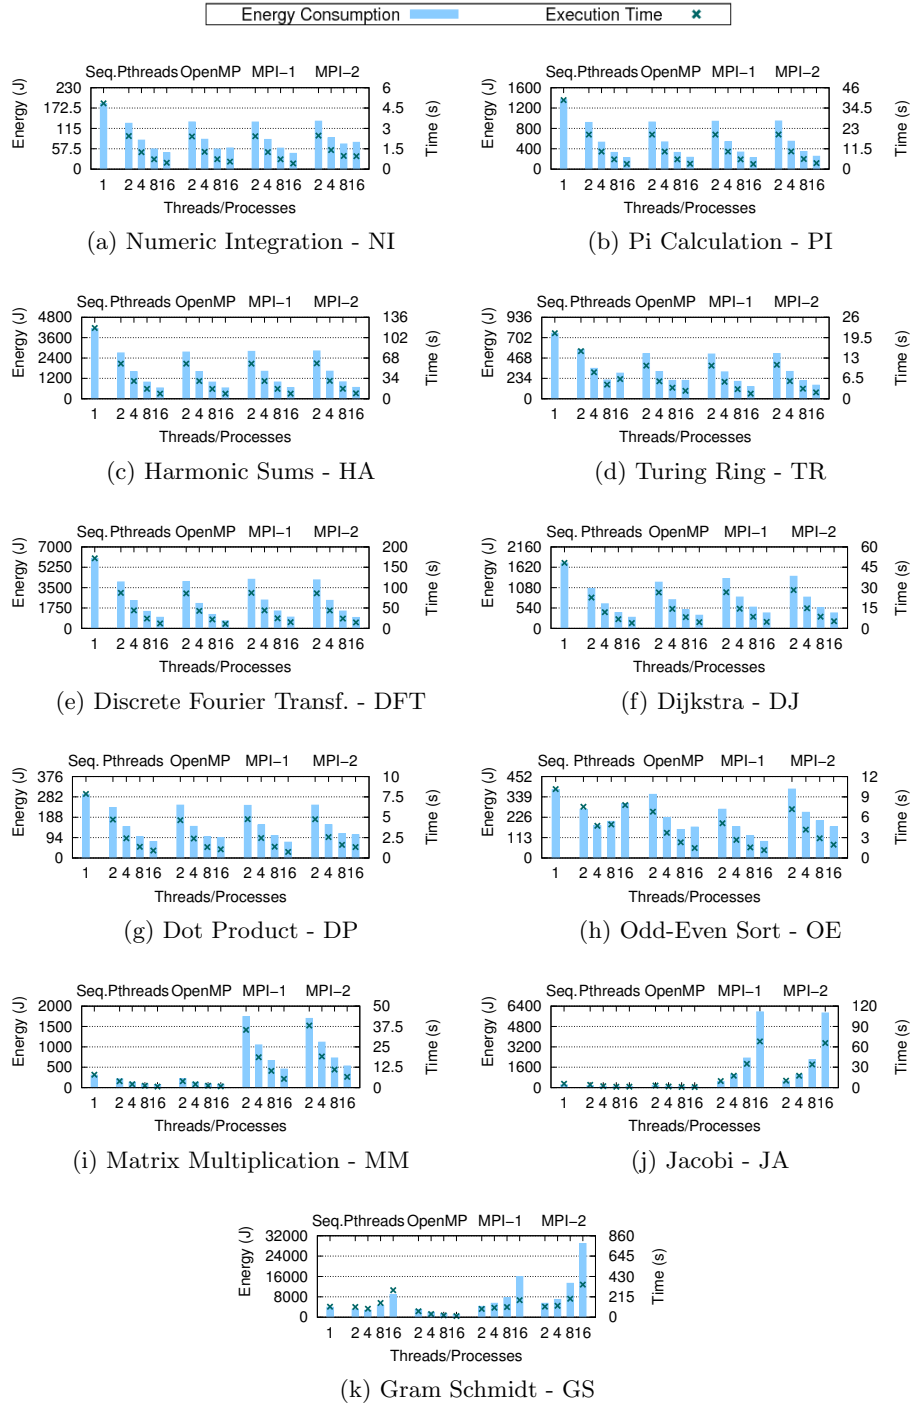 Energy Consumption Execution Time
Seq. Pthreads OpenMP MPI-1 MPI-2
Energy (J) 230 172.5 115 57.5 0
6 4.5 3 1.5 0 Time (s)
1 2 4 8 16 2 4 8 16 2 4 8 16 2 4 8 16
Threads/Processes
(a) Numeric Integration - NI
Seq. Pthreads OpenMP MPI-1 MPI-2
Energy (J) 1600 1200 800 400 0
46 34.5 23 11.5 0 Time (s)
1 2 4 8 16 2 4 8 16 2 4 8 16 2 4 8 16
Threads/Processes
(b) Pi Calculation - PI
Seq. Pthreads OpenMP MPI-1 MPI-2
Energy (J) 4800 3600 2400 1200 0
136 102 68 34 0 Time (s)
1 2 4 8 16 2 4 8 16 2 4 8 16 2 4 8 16
Threads/Processes
(c) Harmonic Sums - HA
Seq. Pthreads OpenMP MPI-1 MPI-2
Energy (J) 936 702 468 234 0
26 19.5 13 6.5 0 Time (s)
1 2 4 8 16 2 4 8 16 2 4 8 16 2 4 8 16
Threads/Processes
(d) Turing Ring - TR
Seq. Pthreads OpenMP MPI-1 MPI-2
Energy (J) 7000 5250 3500 1750 0
200 150 100 50 0 Time (s)
1 2 4 8 16 2 4 8 16 2 4 8 16 2 4 8 16
Threads/Processes
(e) Discrete Fourier Transf. - DFT
Seq. Pthreads OpenMP MPI-1 MPI-2
Energy (J) 2160 1620 1080 540 0
60 45 30 15 0 Time (s)
1 2 4 8 16 2 4 8 16 2 4 8 16 2 4 8 16
Threads/Processes
(f) Dijkstra - DJ
Seq. Pthreads OpenMP MPI-1 MPI-2
Energy (J) 376 282 188 94 0
10 7.5 5 2.5 0 Time (s)
1 2 4 8 16 2 4 8 16 2 4 8 16 2 4 8 16
Threads/Processes
(g) Dot Product - DP
Seq. Pthreads OpenMP MPI-1 MPI-2
Energy (J) 452 339 226 113 0
12 9 6 3 0 Time (s)
1 2 4 8 16 2 4 8 16 2 4 8 16 2 4 8 16
Threads/Processes
(h) Odd-Even Sort - OE
Seq. Pthreads OpenMP MPI-1 MPI-2
Energy (J) 2000 1500 1000 500 0
50 37.5 25 12.5 0 Time (s)
1 2 4 8 16 2 4 8 16 2 4 8 16 2 4 8 16
Threads/Processes
(i) Matrix Multiplication - MM
Seq. Pthreads OpenMP MPI-1 MPI-2
Energy (J) 6400 4800 3200 1600 0
120 90 60 30 0 Time (s)
1 2 4 8 16 2 4 8 16 2 4 8 16 2 4 8 16
Threads/Processes
(j) Jacobi - JA
Seq. Pthreads OpenMP MPI-1 MPI-2
Energy (J) 32000 24000 16000 8000 0
860 645 430 215 0 Time (s)
1 2 4 8 16 2 4 8 16 2 4 8 16 2 4 8 16
Threads/Processes
(k) Gram Schmidt - GS